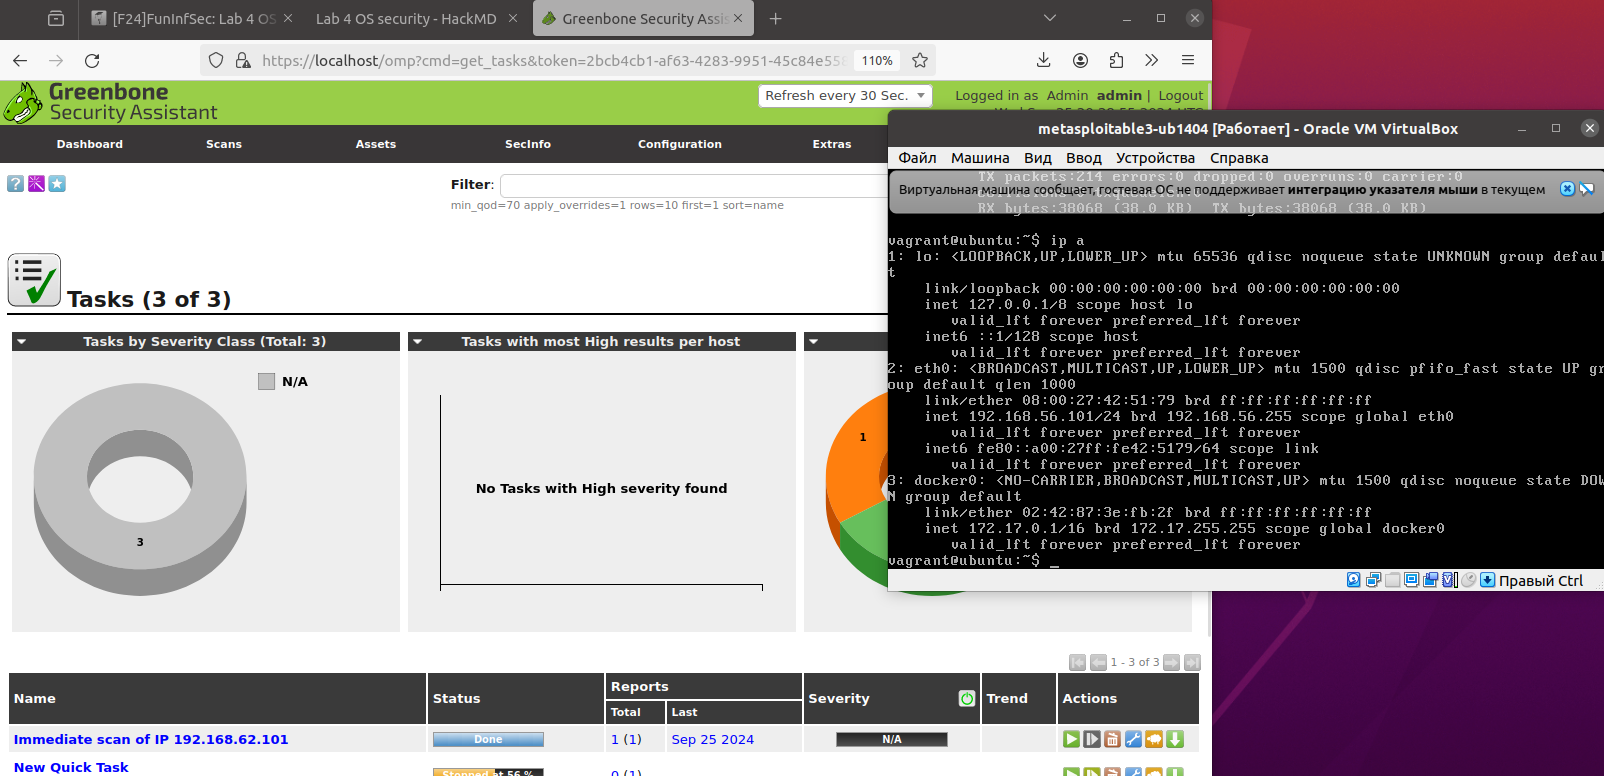 [F24]FunInfSec: Lab 4 OS
Lab 4 OS security - HackMD
Greenbone Security Assis
https://localhost/omp?cmd=get_tasks&token=2bcb4cb1-af63-4283-9951-45c84e558
110%
Greenbone
Security Assistant
Refresh every 30 Sec.
Logged in as Admin admin | Logout
Dashboard
Scans
Assets
SecInfo
Configuration
Extras
Filter:
min_qod=70 apply_overrides=1 rows=10 first=1 sort=name
Tasks (3 of 3)
Tasks by Severity Class (Total: 3)
N/A
3
Tasks with most High results per host
No Tasks with High severity found
1
metasploitable3-ub1404 [Работает] - Oracle VM VirtualBox
Файл Машина Вид Ввод Устройства Справка
TX packets:214 errors:0 dropped:0 overruns:0 carrier:0
Виртуальная машина сообщает, гостевая ОС не поддерживает интеграцию указателя мыши в текущем
RX bytes:38068 (38.0 KB) TX bytes:38068 (38.0 KB)
vagrant@ubuntu:~$ ip a
1: lo: <LOOPBACK,UP,LOWER_UP> mtu 65536 qdisc noqueue state UNKNOWN group defaul
t
link/loopback 00:00:00:00:00:00 brd 00:00:00:00:00:00
inet 127.0.0.1/8 scope host lo
valid_lft forever preferred_lft forever
inet6 ::1/128 scope host
valid_lft forever preferred_lft forever
2: eth0: <BROADCAST,MULTICAST,UP,LOWER_UP> mtu 1500 qdisc pfifo_fast state UP gr
oup default qlen 1000
link/ether 08:00:27:42:51:79 brd ff:ff:ff:ff:ff:ff
inet 192.168.56.101/24 brd 192.168.56.255 scope global eth0
valid_lft forever preferred_lft forever
inet6 fe80::a00:27ff:fe42:5179/64 scope link
valid_lft forever preferred_lft forever
3: docker0: <NO-CARRIER,BROADCAST,MULTICAST,UP> mtu 1500 qdisc noqueue state DOW
N group default
link/ether 02:42:87:3e:fb:2f brd ff:ff:ff:ff:ff:ff
inet 172.17.0.1/16 brd 172.17.255.255 scope global docker0
valid_lft forever preferred_lft forever
vagrant@ubuntu:~$ _
Правый Ctrl
1 - 3 of 3
Name
Status
Reports
Total
Last
Severity
Trend
Actions
Immediate scan of IP 192.168.62.101
Done
1 (1)
Sep 25 2024
N/A
New Quick Task
Stopped at 56 %
0 (1)